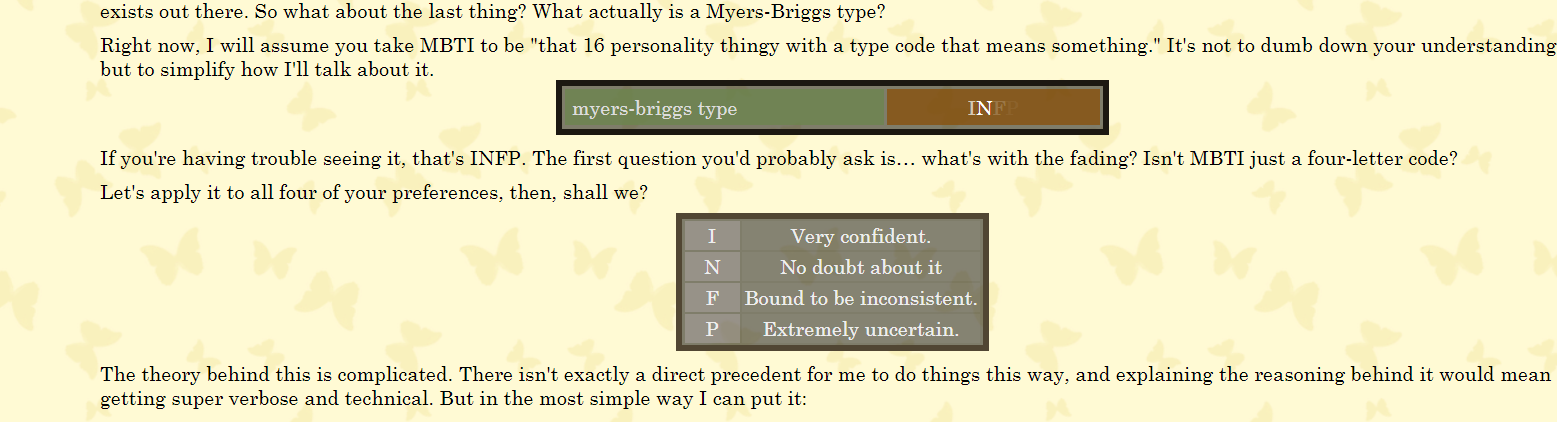 exists out there. So what about the last thing? What actually is a Myers-Briggs type?
Right now, I will assume you take MBTI to be "that 16 personality thingy with a type code that means something." It's not to dumb down your understanding
but to simplify how I'll talk about it.
myers-briggs type INFP
If you're having trouble seeing it, that's INFP. The first question you'd probably ask is... what's with the fading? Isn't MBTI just a four-letter code?
Let's apply it to all four of your preferences, then, shall we?
I Very confident.
N No doubt about it
F Bound to be inconsistent.
P Extremely uncertain.
The theory behind this is complicated. There isn't exactly a direct precedent for me to do things this way, and explaining the reasoning behind it would mean
getting super verbose and technical. But in the most simple way I can put it: